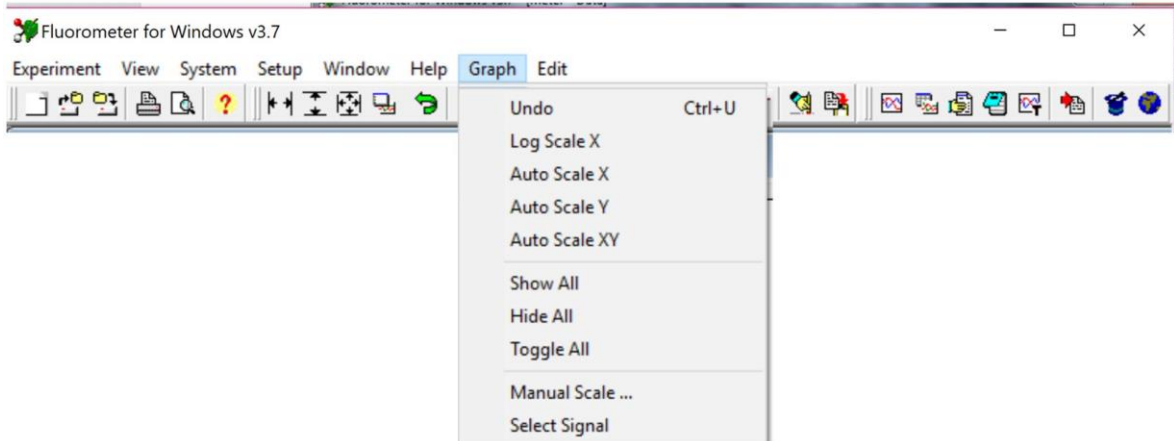 Fluorometer for Windows v3.7
Experiment View System Setup Window Help Graph Edit
Undo Ctrl+U
Log Scale X
Auto Scale X
Auto Scale Y
Auto Scale XY
Show All
Hide All
Toggle All
Manual Scale ...
Select Signal